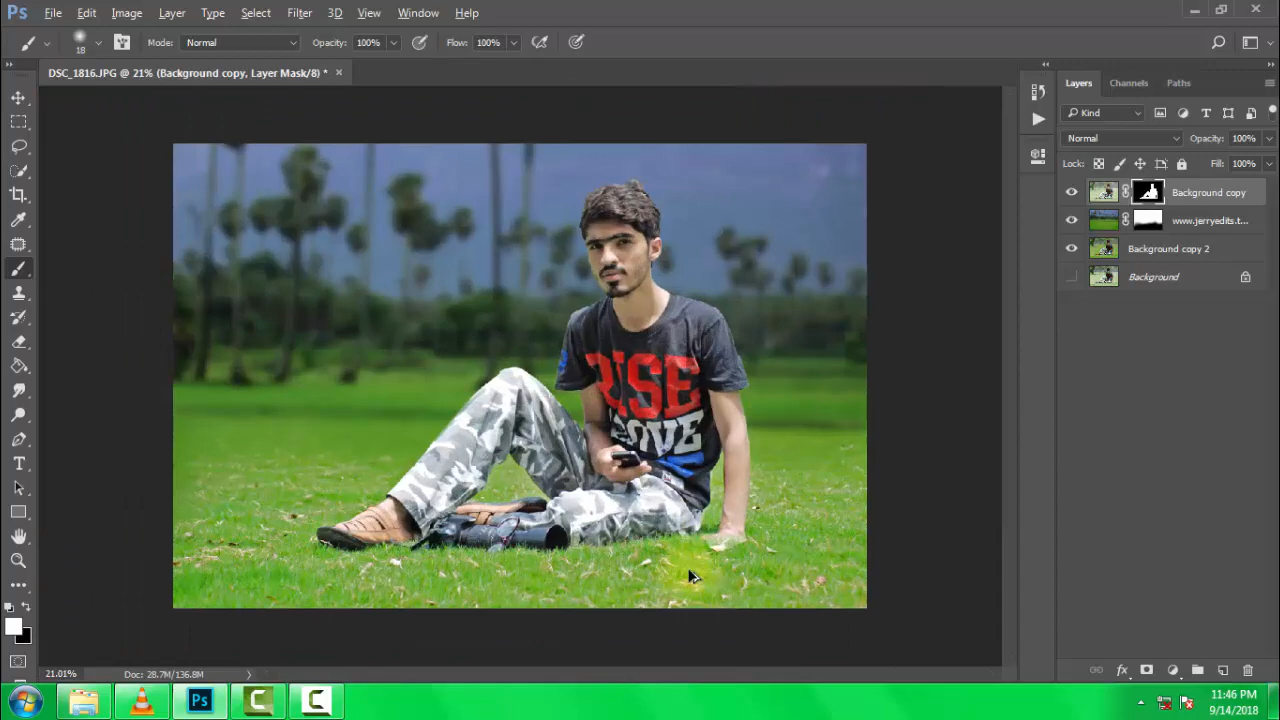 Ps File Edit Image Layer Type Select Filter 3D View Window Help
18 Mode: Normal Opacity: 100% Flow: 100%
DSC_1816.JPG @ 21% (Background copy, Layer Mask/8) * ×
Layers Channels Paths
Kind
Normal Opacity: 100%
Lock: Fill: 100%
Background copy
www.jerryedits.t...
Background copy 2
Background
RISE
LOVE
21.01% Doc: 28.7M/136.8M
Ps
11:46 PM
9/14/2018